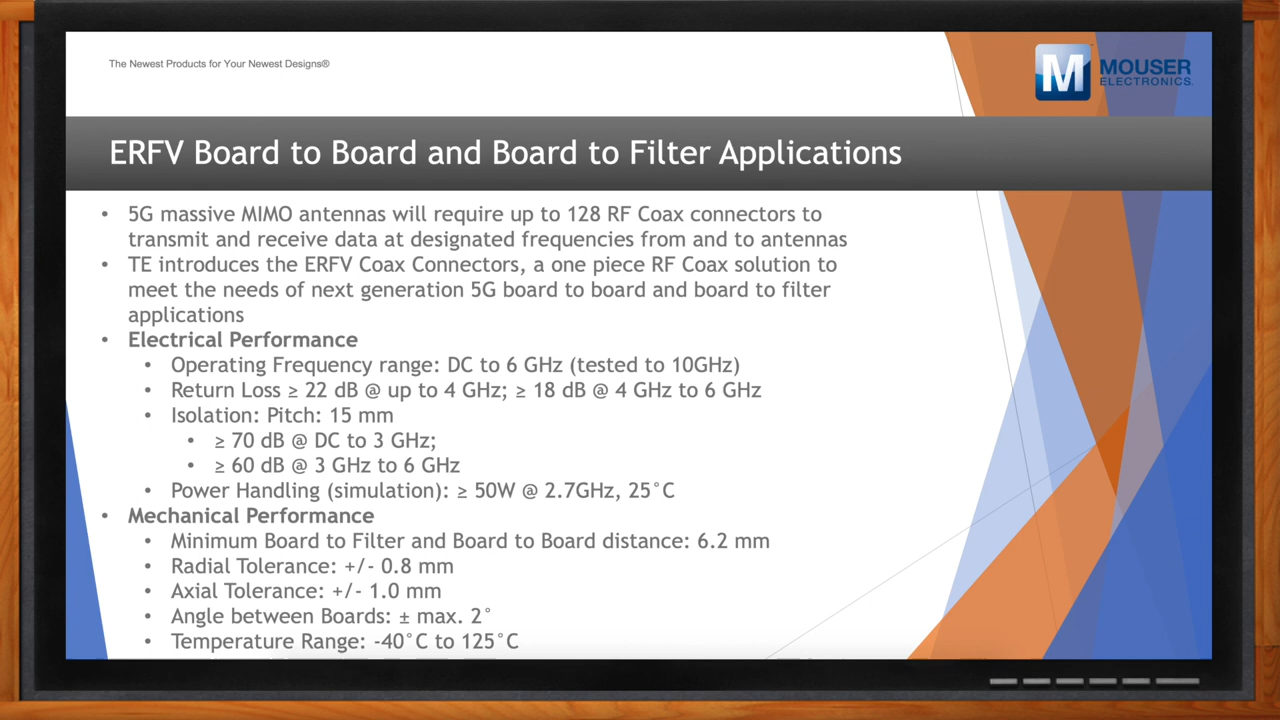 The Newest Products for Your Newest Designs®
M MOUSER
ELECTRONICS.
ERFV Board to Board and Board to Filter Applications
• 5G massive MIMO antennas will require up to 128 RF Coax connectors to
transmit and receive data at designated frequencies from and to antennas
• TE introduces the ERFV Coax Connectors, a one piece RF Coax solution to
meet the needs of next generation 5G board to board and board to filter
applications
• Electrical Performance
• Operating Frequency range: DC to 6 GHz (tested to 10GHz)
• Return Loss ≥ 22 dB @ up to 4 GHz; ≥ 18 dB @ 4 GHz to 6 GHz
• Isolation: Pitch: 15 mm
• ≥ 70 dB @ DC to 3 GHz;
• ≥ 60 dB @ 3 GHz to 6 GHz
• Power Handling (simulation): ≥ 50W @ 2.7GHz, 25°C
• Mechanical Performance
• Minimum Board to Filter and Board to Board distance: 6.2 mm
• Radial Tolerance: +/- 0.8 mm
• Axial Tolerance: +/- 1.0 mm
• Angle between Boards: ± max. 2°
• Temperature Range: -40°C to 125°C